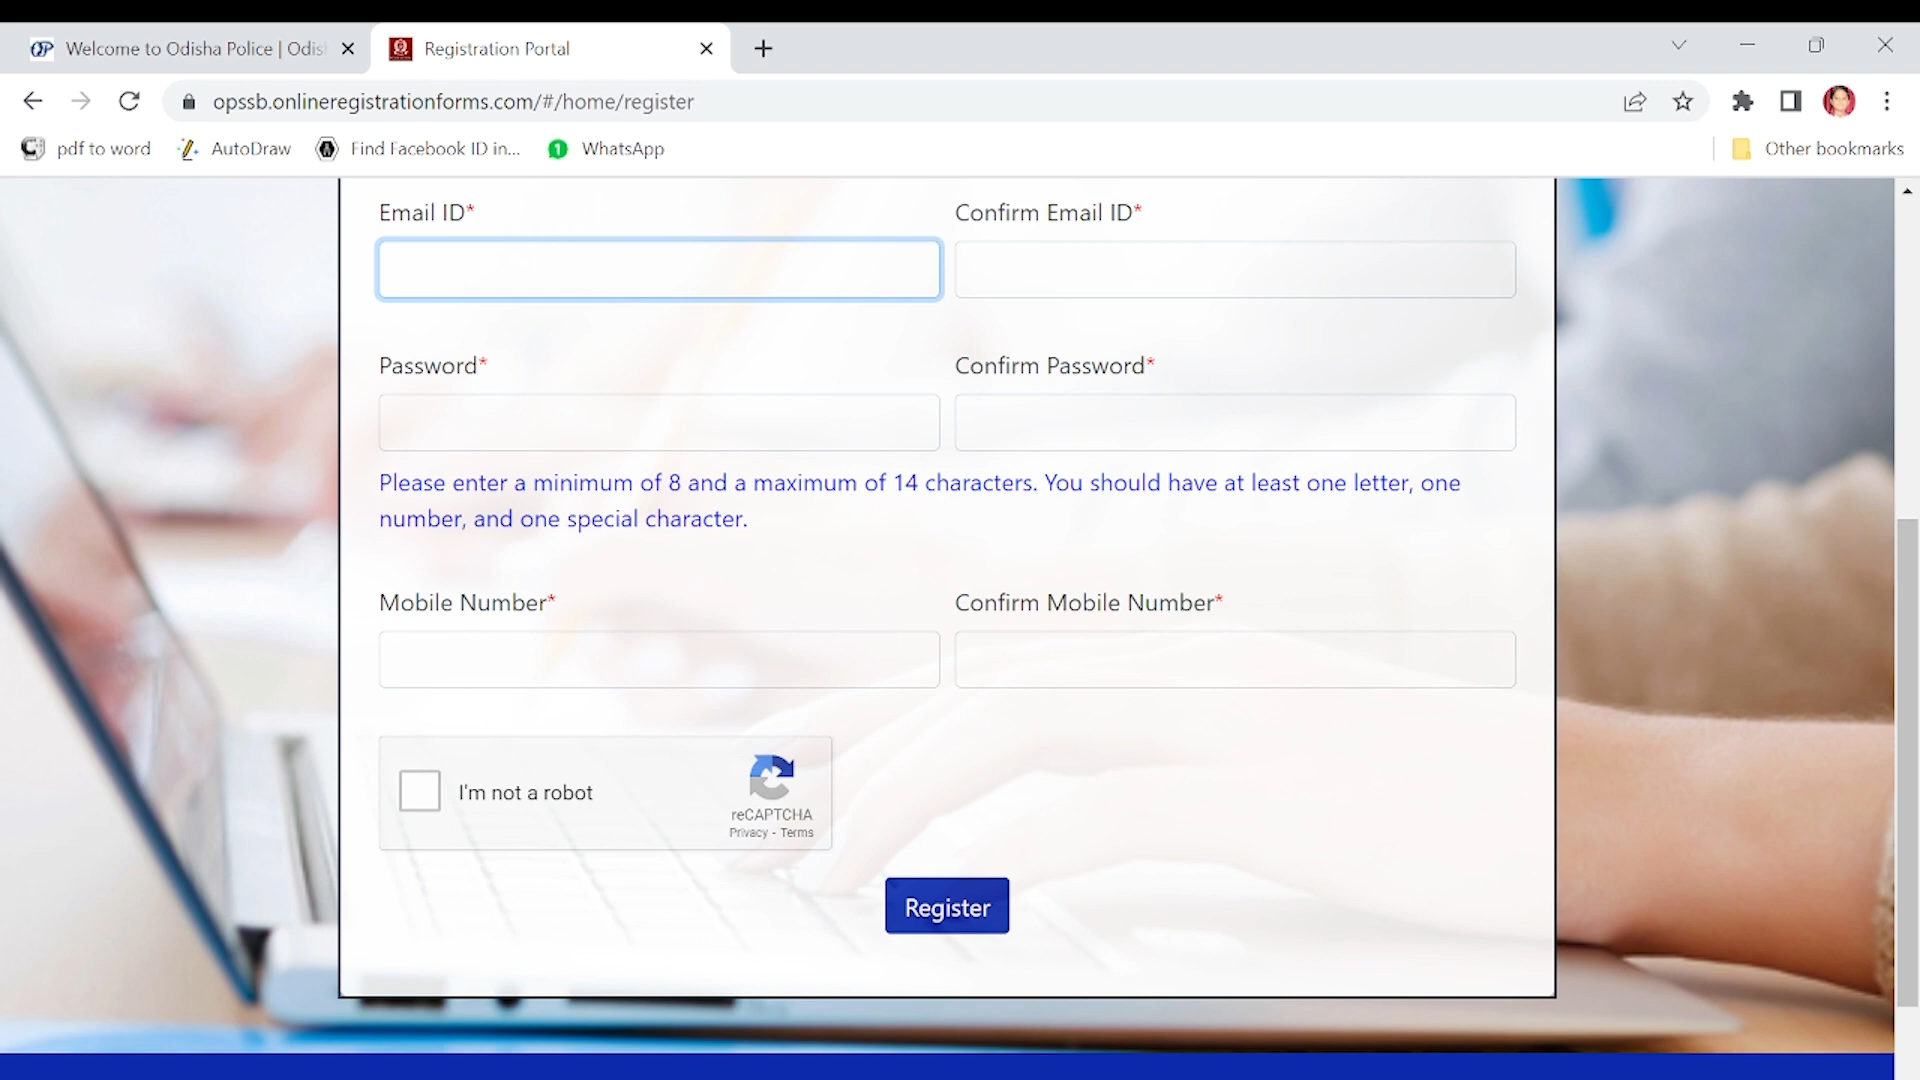 OP Welcome to Odisha Police | Odis
Registration Portal
opssb.onlineregistrationforms.com/#/home/register
pdf to word
AutoDraw
Find Facebook ID in...
1 WhatsApp
Other bookmarks
Email ID*
Confirm Email ID*
Password*
Confirm Password*
Please enter a minimum of 8 and a maximum of 14 characters. You should have at least one letter, one
number, and one special character.
Mobile Number*
Confirm Mobile Number*
I'm not a robot
reCAPTCHA
Privacy - Terms
Register